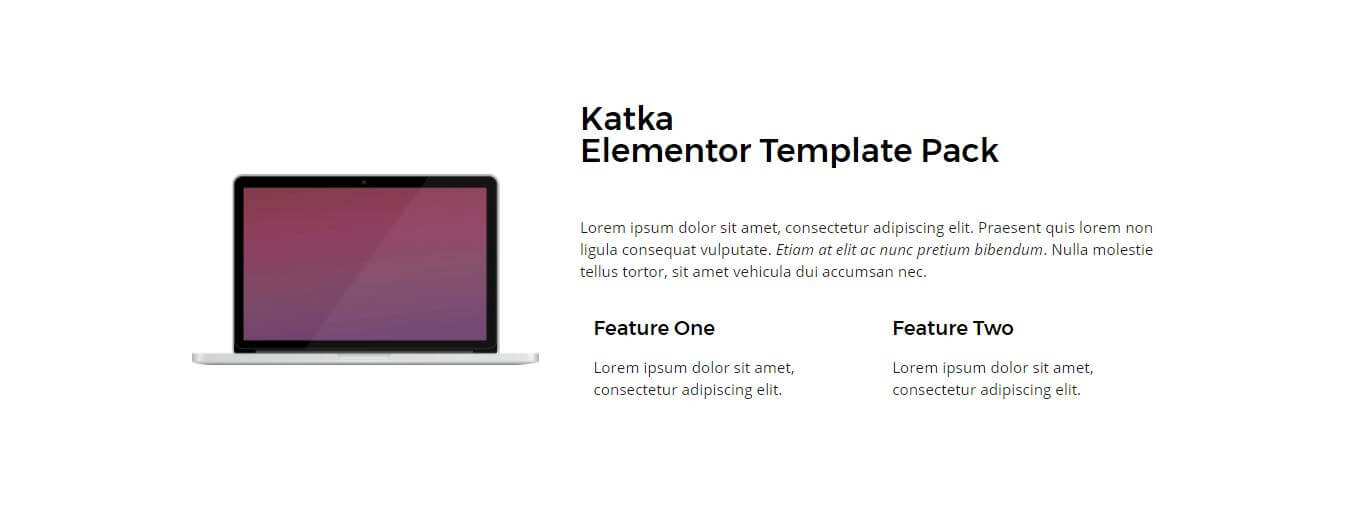 Katka
Elementor Template Pack
Lorem ipsum dolor sit amet, consectetur adipiscing elit. Praesent quis lorem non
ligula consequat vulputate. Etiam at elit ac nunc pretium bibendum. Nulla molestie
tellus tortor, sit amet vehicula dui accumsan nec.
Feature One
Lorem ipsum dolor sit amet,
consectetur adipiscing elit.
Feature Two
Lorem ipsum dolor sit amet,
consectetur adipiscing elit.